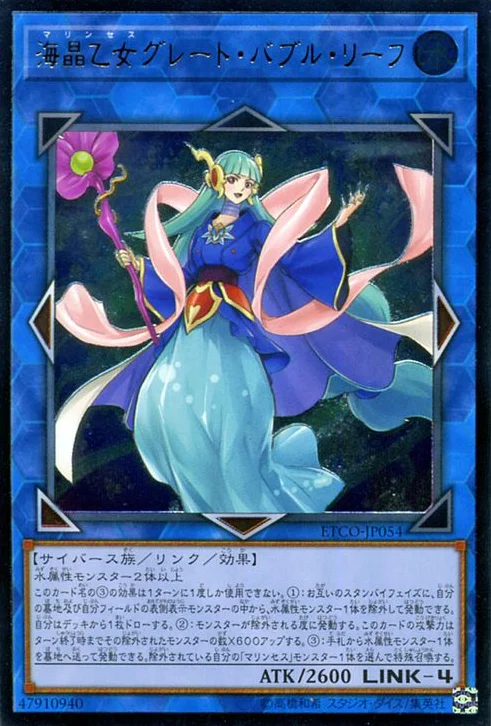 マリンセス
海晶乙女グレート・バブル・リーフ
ETCO-JP054
【サイバース族／リンク／効果】
水属性モンスター2体以上
このカード名の③の効果は1ターンに1度しか使用できない。①：お互いのスタンバイフェイズに、自分
の墓地及び自分フィールドの表側表示モンスターの中から、水属性モンスター1体を除外して発動できる。
自分はデッキから1枚ドローする。②：モンスターが除外される度に発動する。このカードの攻撃力は
ターン終了時までその除外されたモンスターの数×600アップする。③：手札から水属性モンスター1体
を墓地へ送って発動できる。除外されている自分の「マリンセス」モンスター1体を選んで特殊召喚する。
ATK/2600 LINK-4
47910940
©高橋和希 スタジオ・ダイス/集英社